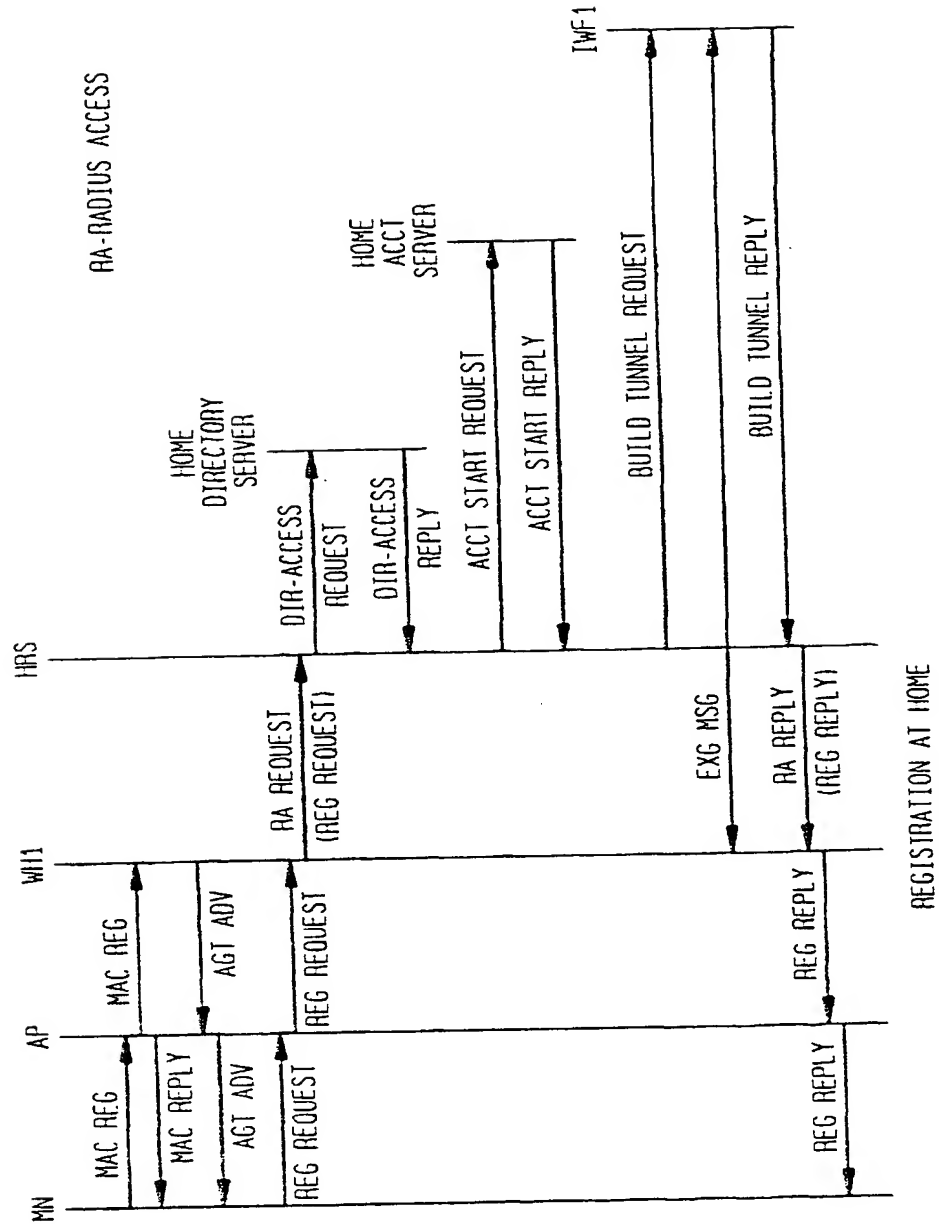 RA-RADIUS ACCESS
MN
AP
WH1
HRS
HOME
DIRECTORY
SERVER
HOME
ACCT
SERVER
IWF1
MAC REG
MAC REG
MAC REPLY
AGT ADV
AGT ADV
REG REQUEST
REG REQUEST
RA REQUEST
(REG REQUEST)
DIR-ACCESS
REQUEST
DIR-ACCESS
REPLY
ACCT START REQUEST
ACCT START REPLY
BUILD TUNNEL REQUEST
EXG MSG
BUILD TUNNEL REPLY
RA REPLY
(REG REPLY)
REG REPLY
REG REPLY
REGISTRATION AT HOME